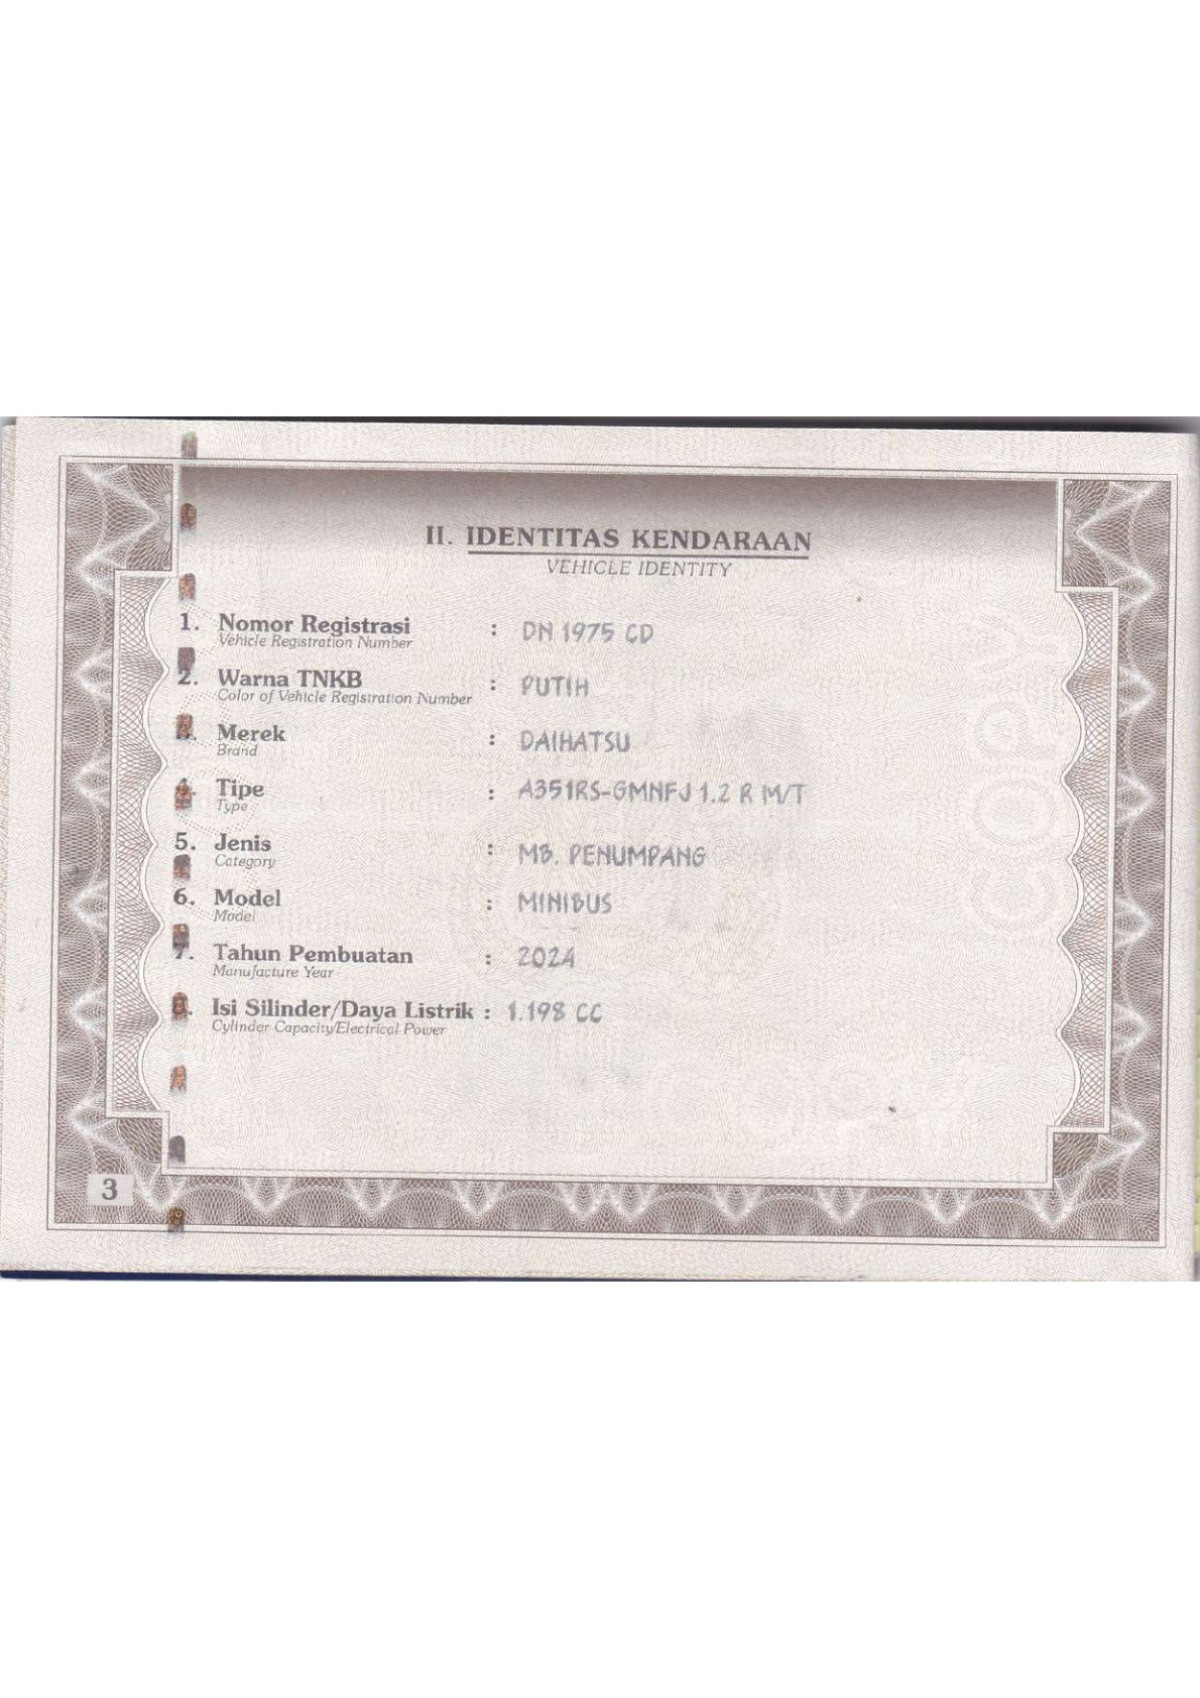 II. IDENTITAS KENDARAAN
VEHICLE IDENTITY
1. Nomor Registrasi : DN 1975 CD
Vehicle Registration Number
2. Warna TNKB : PUTIH
Color of Vehicle Registration Number
3. Merek : DAIHATSU
Brand
4. Tipe : A351RS-GMNFJ 1.2 R M/T
Type
5. Jenis : MB. PENUMPANG
Category
6. Model : MINIBUS
Model
7. Tahun Pembuatan : 2024
Manufacture Year
8. Isi Silinder/Daya Listrik : 1.198 CC
Cylinder Capacity/Electrical Power
COPY
3